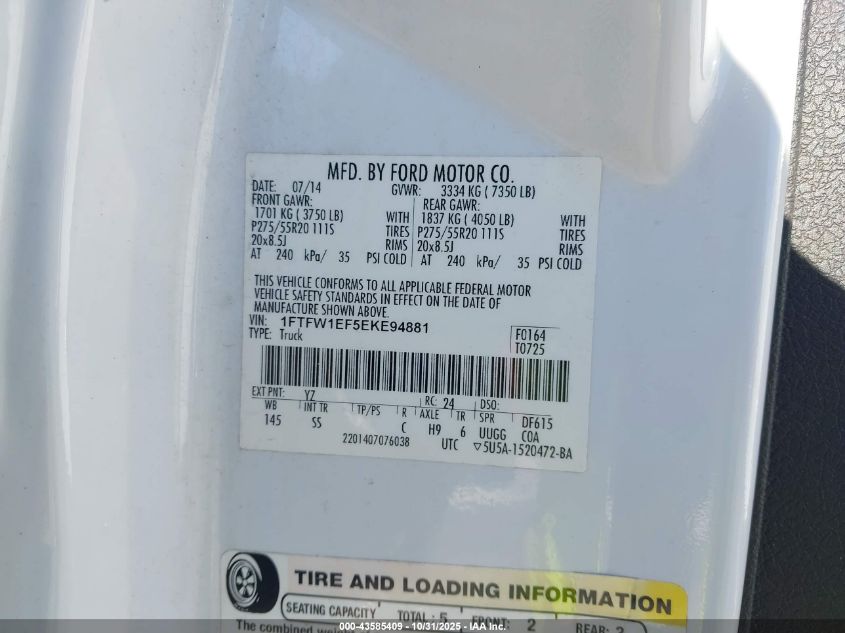 MFD. BY FORD MOTOR CO.
DATE: 07/14 GVWR: 3334 KG ( 7350 LB)
FRONT GAWR: REAR GAWR:
1701 KG ( 3750 LB) WITH 1837 KG ( 4050 LB) WITH
P275/55R20 111S TIRES P275/55R20 111S TIRES
20x8.5J RIMS 20x8.5J RIMS
AT 240 kPa/ 35 PSI COLD AT 240 kPa/ 35 PSI COLD
THIS VEHICLE CONFORMS TO ALL APPLICABLE FEDERAL MOTOR
VEHICLE SAFETY STANDARDS IN EFFECT ON THE DATE OF
MANUFACTURE SHOWN ABOVE.
VIN: 1FTFW1EF5EKE94881 F0164
TYPE: Truck T0725
EXT PNT: YZ RC: 24 DSO:
WB INT TR TP/PS R AXLE TR SPR DF615
145 SS C H9 6 UUGG COA
2201407076038 UTC ▽5U5A-1520472-BA
TIRE AND LOADING INFORMATION
SEATING CAPACITY TOTAL : 5 FRONT: 2 REAR: 3
The combined
000-43585409 - 10/31/2025 - IAA Inc.